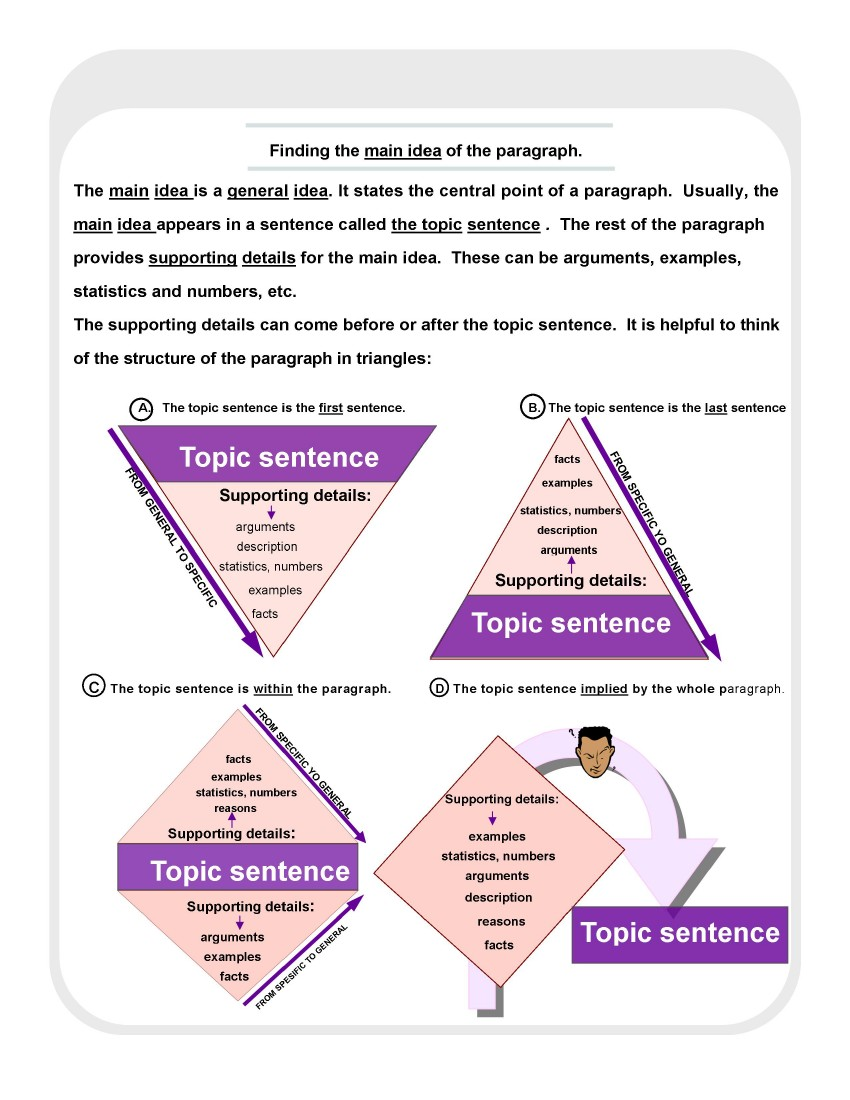 Finding the main idea of the paragraph.
The main idea is a general idea. It states the central point of a paragraph. Usually, the
main idea appears in a sentence called the topic sentence . The rest of the paragraph
provides supporting details for the main idea. These can be arguments, examples,
statistics and numbers, etc.
The supporting details can come before or after the topic sentence. It is helpful to think
of the structure of the paragraph in triangles:
A. The topic sentence is the first sentence.
Topic sentence
Supporting details:
arguments
description
statistics, numbers
examples
facts
FROM GENERAL TO SPECIFIC
B. The topic sentence is the last sentence
facts
examples
statistics, numbers
description
arguments
Supporting details:
Topic sentence
FROM SPECIFIC YO GENERAL
C The topic sentence is within the paragraph.
facts
examples
statistics, numbers
reasons
Supporting details:
Topic sentence
Supporting details:
arguments
examples
facts
FROM SPECIFIC YO GENERAL
FROM SPESIFIC TO GENERAL
D The topic sentence implied by the whole paragraph.
?
Supporting details:
examples
statistics, numbers
arguments
description
reasons
facts
Topic sentence